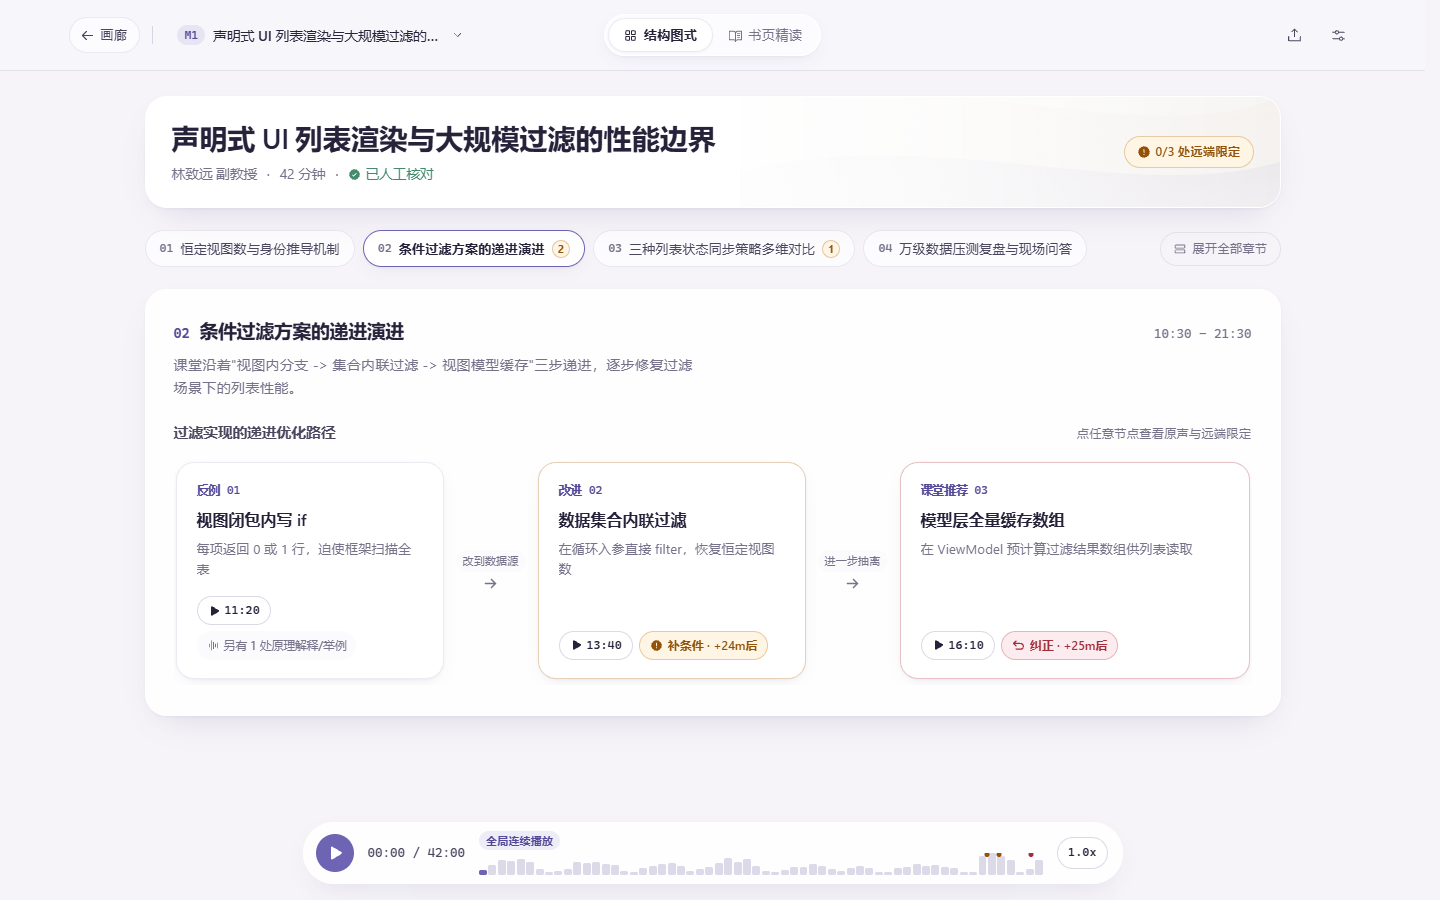 画廊
M1 声明式 UI 列表渲染与大规模过滤的...
结构图式
书页精读
声明式 UI 列表渲染与大规模过滤的性能边界
林致远 副教授 · 42 分钟 · 已人工核对
0/3 处远端限定
01 恒定视图数与身份推导机制
02 条件过滤方案的递进演进 2
03 三种列表状态同步策略多维对比 1
04 万级数据压测复盘与现场问答
展开全部章节
02 条件过滤方案的递进演进
10:30 – 21:30
课堂沿着"视图内分支 -> 集合内联过滤 -> 视图模型缓存"三步递进，逐步修复过滤
场景下的列表性能。
过滤实现的递进优化路径
点任意节点查看原声与远端限定
反例 01
视图闭包内写 if
每项返回 0 或 1 行，迫使框架扫描全
表
11:20
另有 1 处原理解释/举例
改到数据源
改进 02
数据集合内联过滤
在循环入参直接 filter，恢复恒定视图
数
13:40
补条件 · +24m后
进一步抽离
课堂推荐 03
模型层全量缓存数组
在 ViewModel 预计算过滤结果数组供列表读取
16:10
纠正 · +25m后
00:00 / 42:00
全局连续播放
1.0x